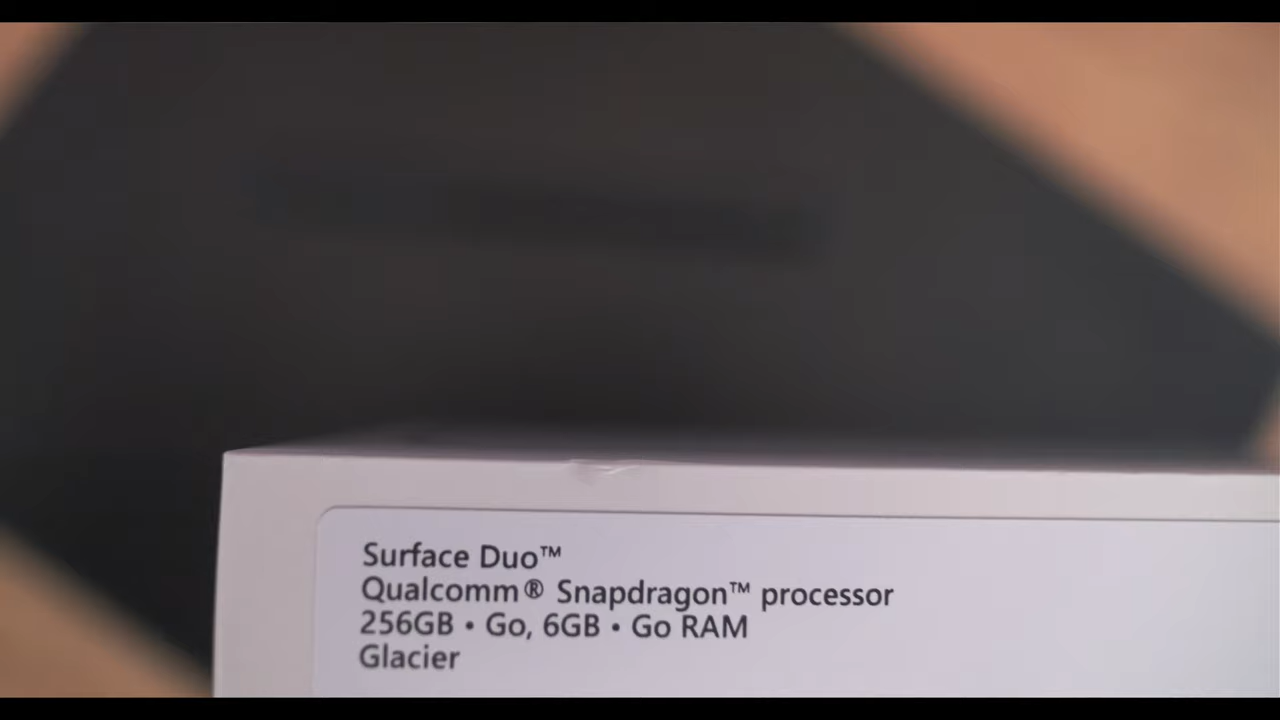 Surface Duo™
Qualcomm® Snapdragon™ processor
256GB • Go, 6GB • Go RAM
Glacier